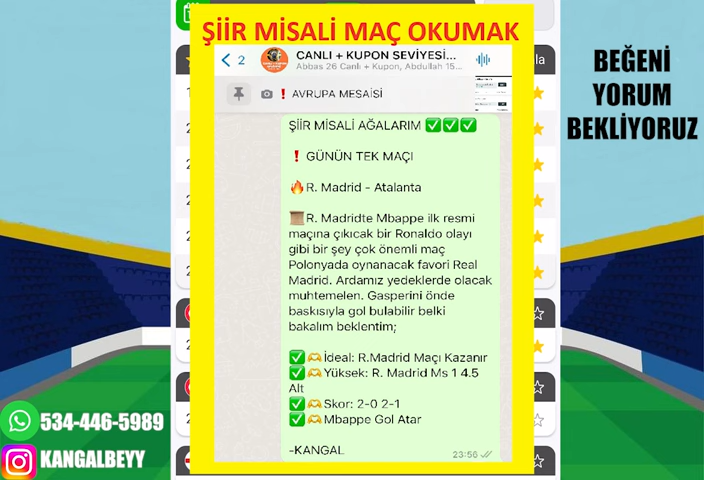 ŞİİR MİSALİ MAÇ OKUMAK
BEĞENİ
YORUM
BEKLİYORUZ
2
CANLI + KUPON SEVİYESİ...
Abbas 26 Canlı + Kupon, Abdullah 15...
❗ AVRUPA MESAİSİ
ŞİİR MİSALİ AĞALARIM ✅✅✅
❗ GÜNÜN TEK MAÇI
🔥R. Madrid - Atalanta
📜R. Madridte Mbappe ilk resmi
maçına çıkıcak bir Ronaldo olayı
gibi bir şey çok önemli maç
Polonyada oynanacak favori Real
Madrid. Ardamız yedeklerde olacak
muhtemelen. Gasperini önde
baskısıyla gol bulabilir belki
bakalım beklentim;
✅🫶İdeal: R.Madrid Maçı Kazanır
✅🫶Yüksek: R. Madrid Ms 1 4.5
Alt
✅🫶Skor: 2-0 2-1
✅🫶Mbappe Gol Atar
-KANGAL
23:56
534-446-5989
KANGALBEYY